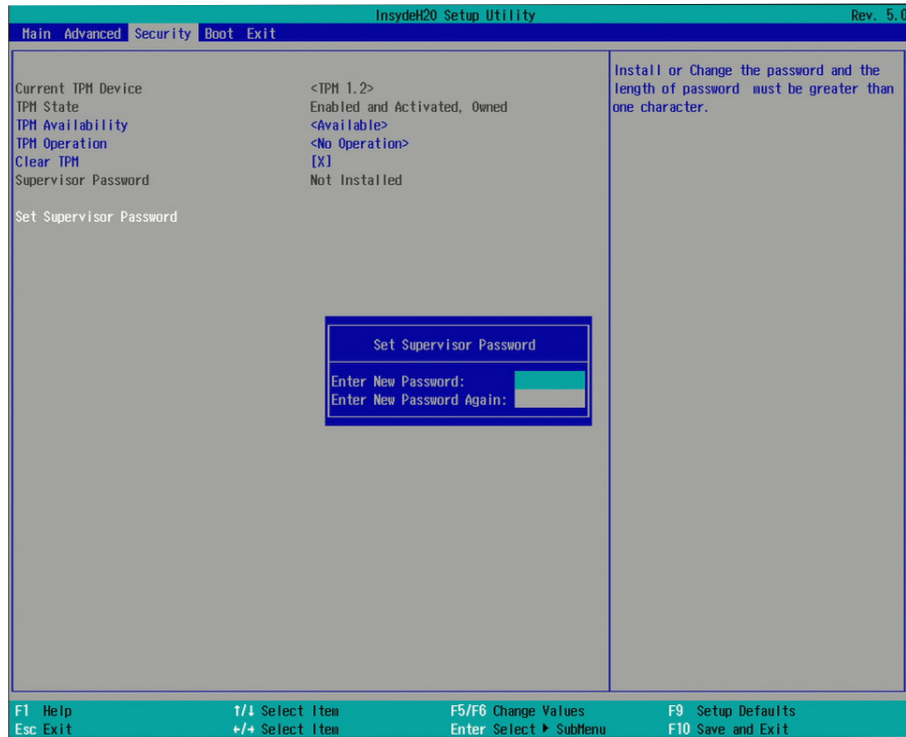 InsydeH20 Setup Utility Rev. 5.0
Main Advanced Security Boot Exit
Current TPM Device <TPM 1.2>
TPM State Enabled and Activated, Owned
TPM Availability <Available>
TPM Operation <No Operation>
Clear TPM [X]
Supervisor Password Not Installed
Set Supervisor Password
Install or Change the password and the
length of password must be greater than
one character.
Set Supervisor Password
Enter New Password:
Enter New Password Again:
F1 Help ↑/↓ Select Item F5/F6 Change Values F9 Setup Defaults
Esc Exit ←/→ Select Item Enter Select ▶ SubMenu F10 Save and Exit